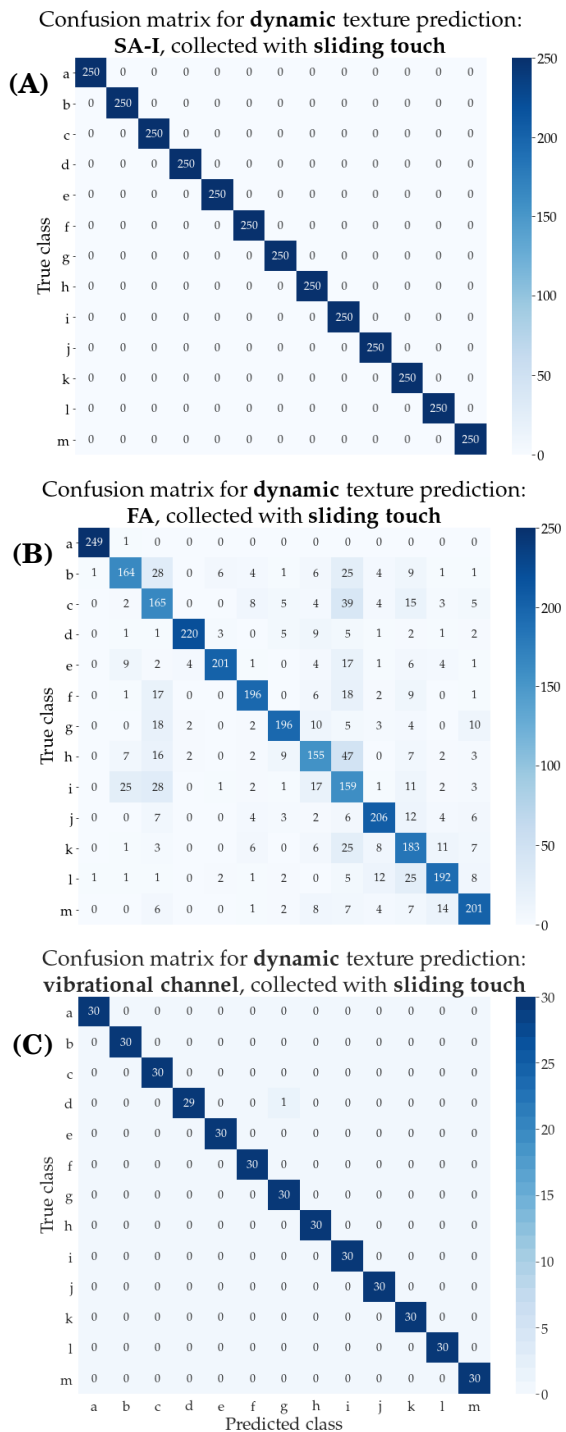 Confusion matrix for dynamic texture prediction:
SA-I, collected with sliding touch
(A)
True class
a 250 0 0 0 0 0 0 0 0 0 0 0 0
b 0 250 0 0 0 0 0 0 0 0 0 0 0
c 0 0 250 0 0 0 0 0 0 0 0 0 0
d 0 0 0 250 0 0 0 0 0 0 0 0 0
e 0 0 0 0 250 0 0 0 0 0 0 0 0
f 0 0 0 0 0 250 0 0 0 0 0 0 0
g 0 0 0 0 0 0 250 0 0 0 0 0 0
h 0 0 0 0 0 0 0 250 0 0 0 0 0
i 0 0 0 0 0 0 0 0 250 0 0 0 0
j 0 0 0 0 0 0 0 0 0 250 0 0 0
k 0 0 0 0 0 0 0 0 0 0 250 0 0
l 0 0 0 0 0 0 0 0 0 0 0 250 0
m 0 0 0 0 0 0 0 0 0 0 0 0 250
250
200
150
100
50
0
Confusion matrix for dynamic texture prediction:
FA, collected with sliding touch
(B)
True class
a 249 1 0 0 0 0 0 0 0 0 0 0 0
b 1 164 28 0 6 4 1 6 25 4 9 1 1
c 0 2 165 0 0 8 5 4 39 4 15 3 5
d 0 1 1 220 3 0 5 9 5 1 2 1 2
e 0 9 2 4 201 1 0 4 17 1 6 4 1
f 0 1 17 0 0 196 0 6 18 2 9 0 1
g 0 0 18 2 0 2 196 10 5 3 4 0 10
h 0 7 16 2 0 2 9 155 47 0 7 2 3
i 0 25 28 0 1 2 1 17 159 1 11 2 3
j 0 0 7 0 0 4 3 2 6 206 12 4 6
k 0 1 3 0 0 6 0 6 25 8 183 11 7
l 1 1 1 0 2 1 2 0 5 12 25 192 8
m 0 0 6 0 0 1 2 8 7 4 7 14 201
250
200
150
100
50
0
Confusion matrix for dynamic texture prediction:
vibrational channel, collected with sliding touch
(C)
True class
a 30 0 0 0 0 0 0 0 0 0 0 0 0
b 0 30 0 0 0 0 0 0 0 0 0 0 0
c 0 0 30 0 0 0 0 0 0 0 0 0 0
d 0 0 0 29 0 0 1 0 0 0 0 0 0
e 0 0 0 0 30 0 0 0 0 0 0 0 0
f 0 0 0 0 0 30 0 0 0 0 0 0 0
g 0 0 0 0 0 0 30 0 0 0 0 0 0
h 0 0 0 0 0 0 0 30 0 0 0 0 0
i 0 0 0 0 0 0 0 0 30 0 0 0 0
j 0 0 0 0 0 0 0 0 0 30 0 0 0
k 0 0 0 0 0 0 0 0 0 0 30 0 0
l 0 0 0 0 0 0 0 0 0 0 0 30 0
m 0 0 0 0 0 0 0 0 0 0 0 0 30
a b c d e f g h i j k l m
Predicted class
30
25
20
15
10
5
0